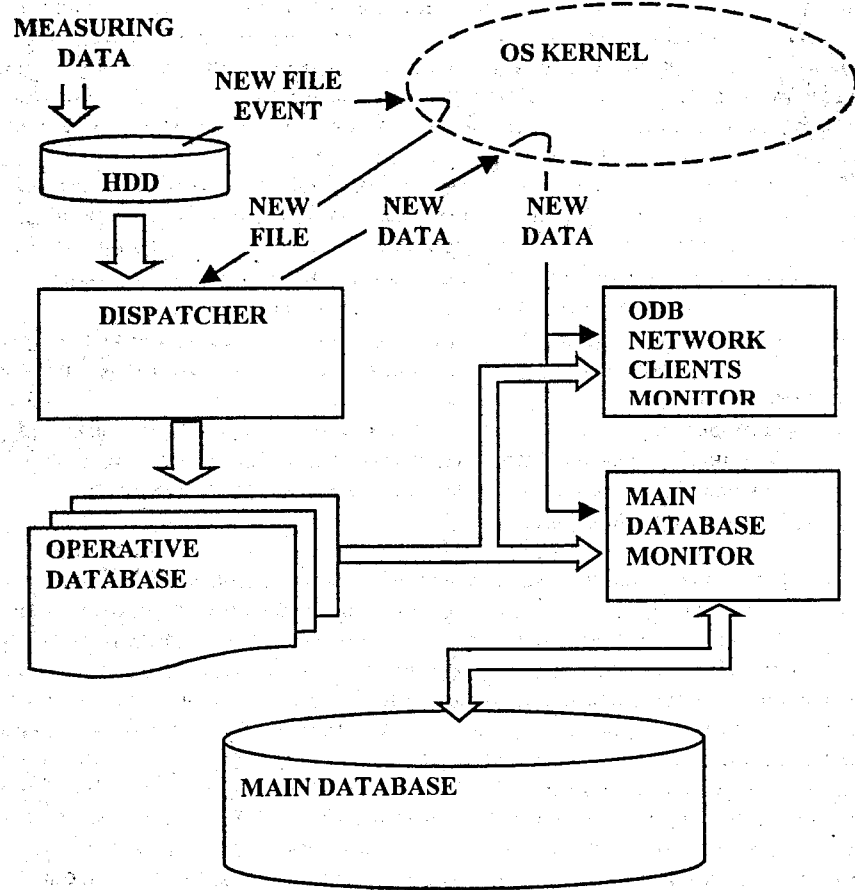 MEASURING
DATA
OS KERNEL
NEW FILE
EVENT
HDD
NEW
FILE
NEW
DATA
NEW
DATA
DISPATCHER
ODB
NETWORK
CLIENTS
MONITOR
OPERATIVE
DATABASE
MAIN
DATABASE
MONITOR
MAIN DATABASE